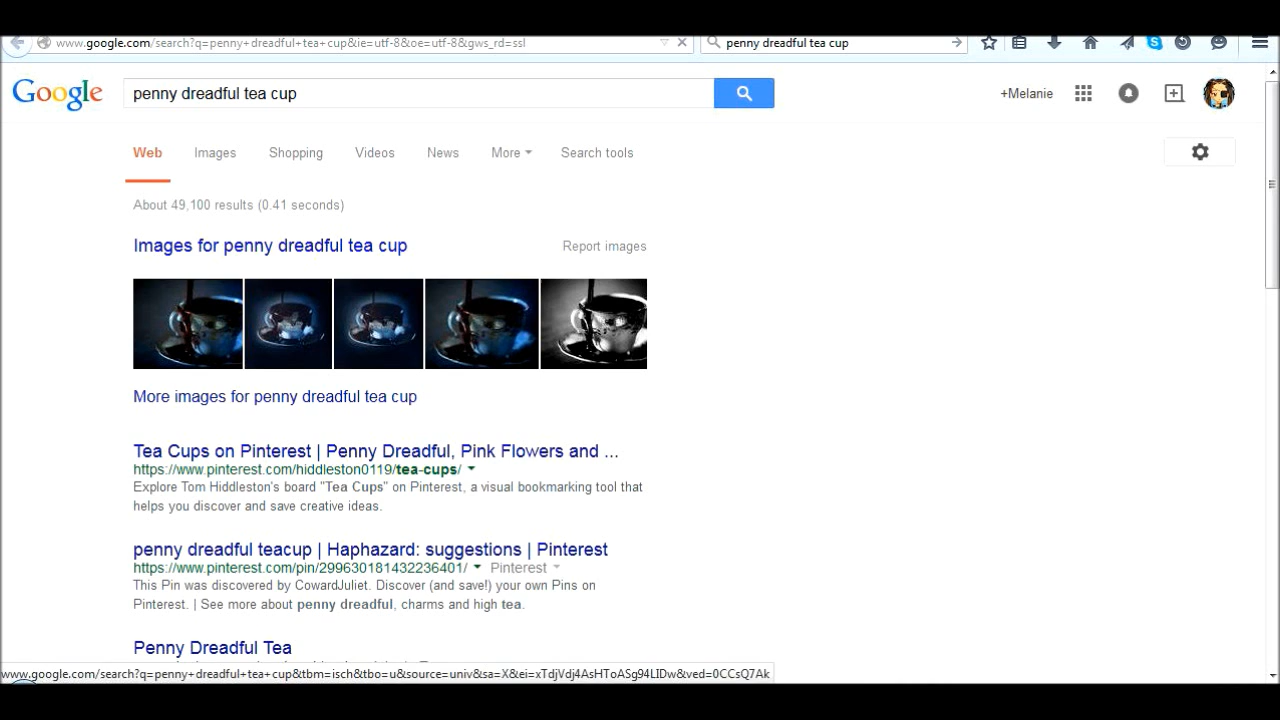 www.google.com/search?q=penny+dreadful+tea+cup&ie=utf-8&oe=utf-8&gws_rd=ssl
penny dreadful tea cup
Google
penny dreadful tea cup
+Melanie
Web
Images
Shopping
Videos
News
More
Search tools
About 49,100 results (0.41 seconds)
Images for penny dreadful tea cup
Report images
More images for penny dreadful tea cup
Tea Cups on Pinterest | Penny Dreadful, Pink Flowers and ...
https://www.pinterest.com/hiddleston0119/tea-cups/
Explore Tom Hiddleston's board "Tea Cups" on Pinterest, a visual bookmarking tool that
helps you discover and save creative ideas.
penny dreadful teacup | Haphazard: suggestions | Pinterest
https://www.pinterest.com/pin/299630181432236401/ Pinterest
This Pin was discovered by CowardJuliet. Discover (and save!) your own Pins on
Pinterest. | See more about penny dreadful, charms and high tea.
Penny Dreadful Tea
www.google.com/search?q=penny+dreadful+tea+cup&tbm=isch&tbo=u&source=univ&sa=X&ei=xTdjVdj4AsHToASg94LIDw&ved=0CCsQ7Ak